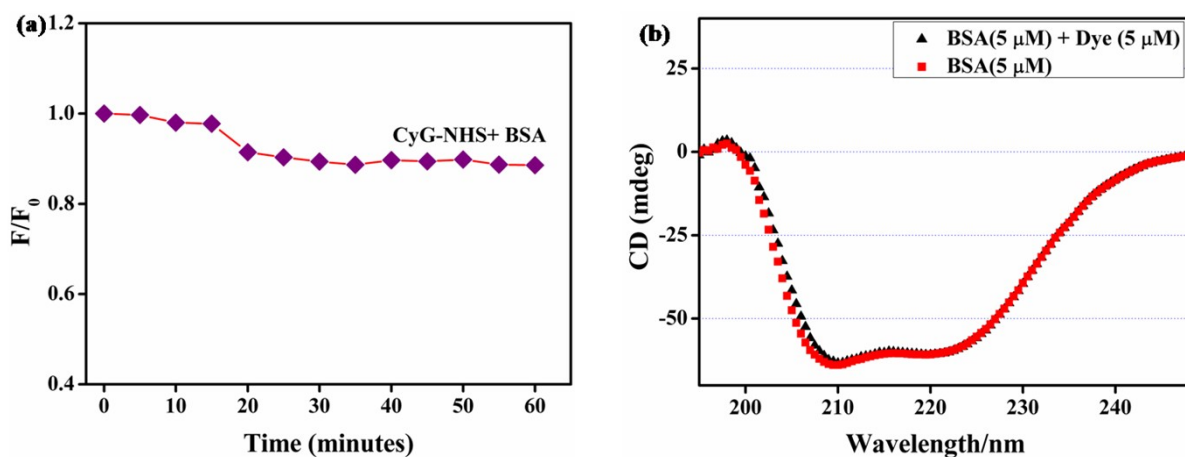 (a)
1.2
1.0
0.8
0.6
0.4
F/F₀
CyG-NHS+ BSA
0 10 20 30 40 50 60
Time (minutes)
(b)
BSA(5 μM) + Dye (5 μM)
BSA(5 μM)
25
0
-25
-50
CD (mdeg)
200 210 220 230 240
Wavelength/nm